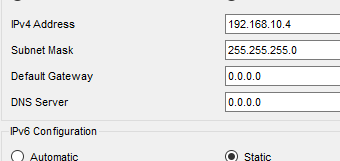 IPv4 Address 192.168.10.4
Subnet Mask 255.255.255.0
Default Gateway 0.0.0.0
DNS Server 0.0.0.0
IPv6 Configuration
Automatic Static